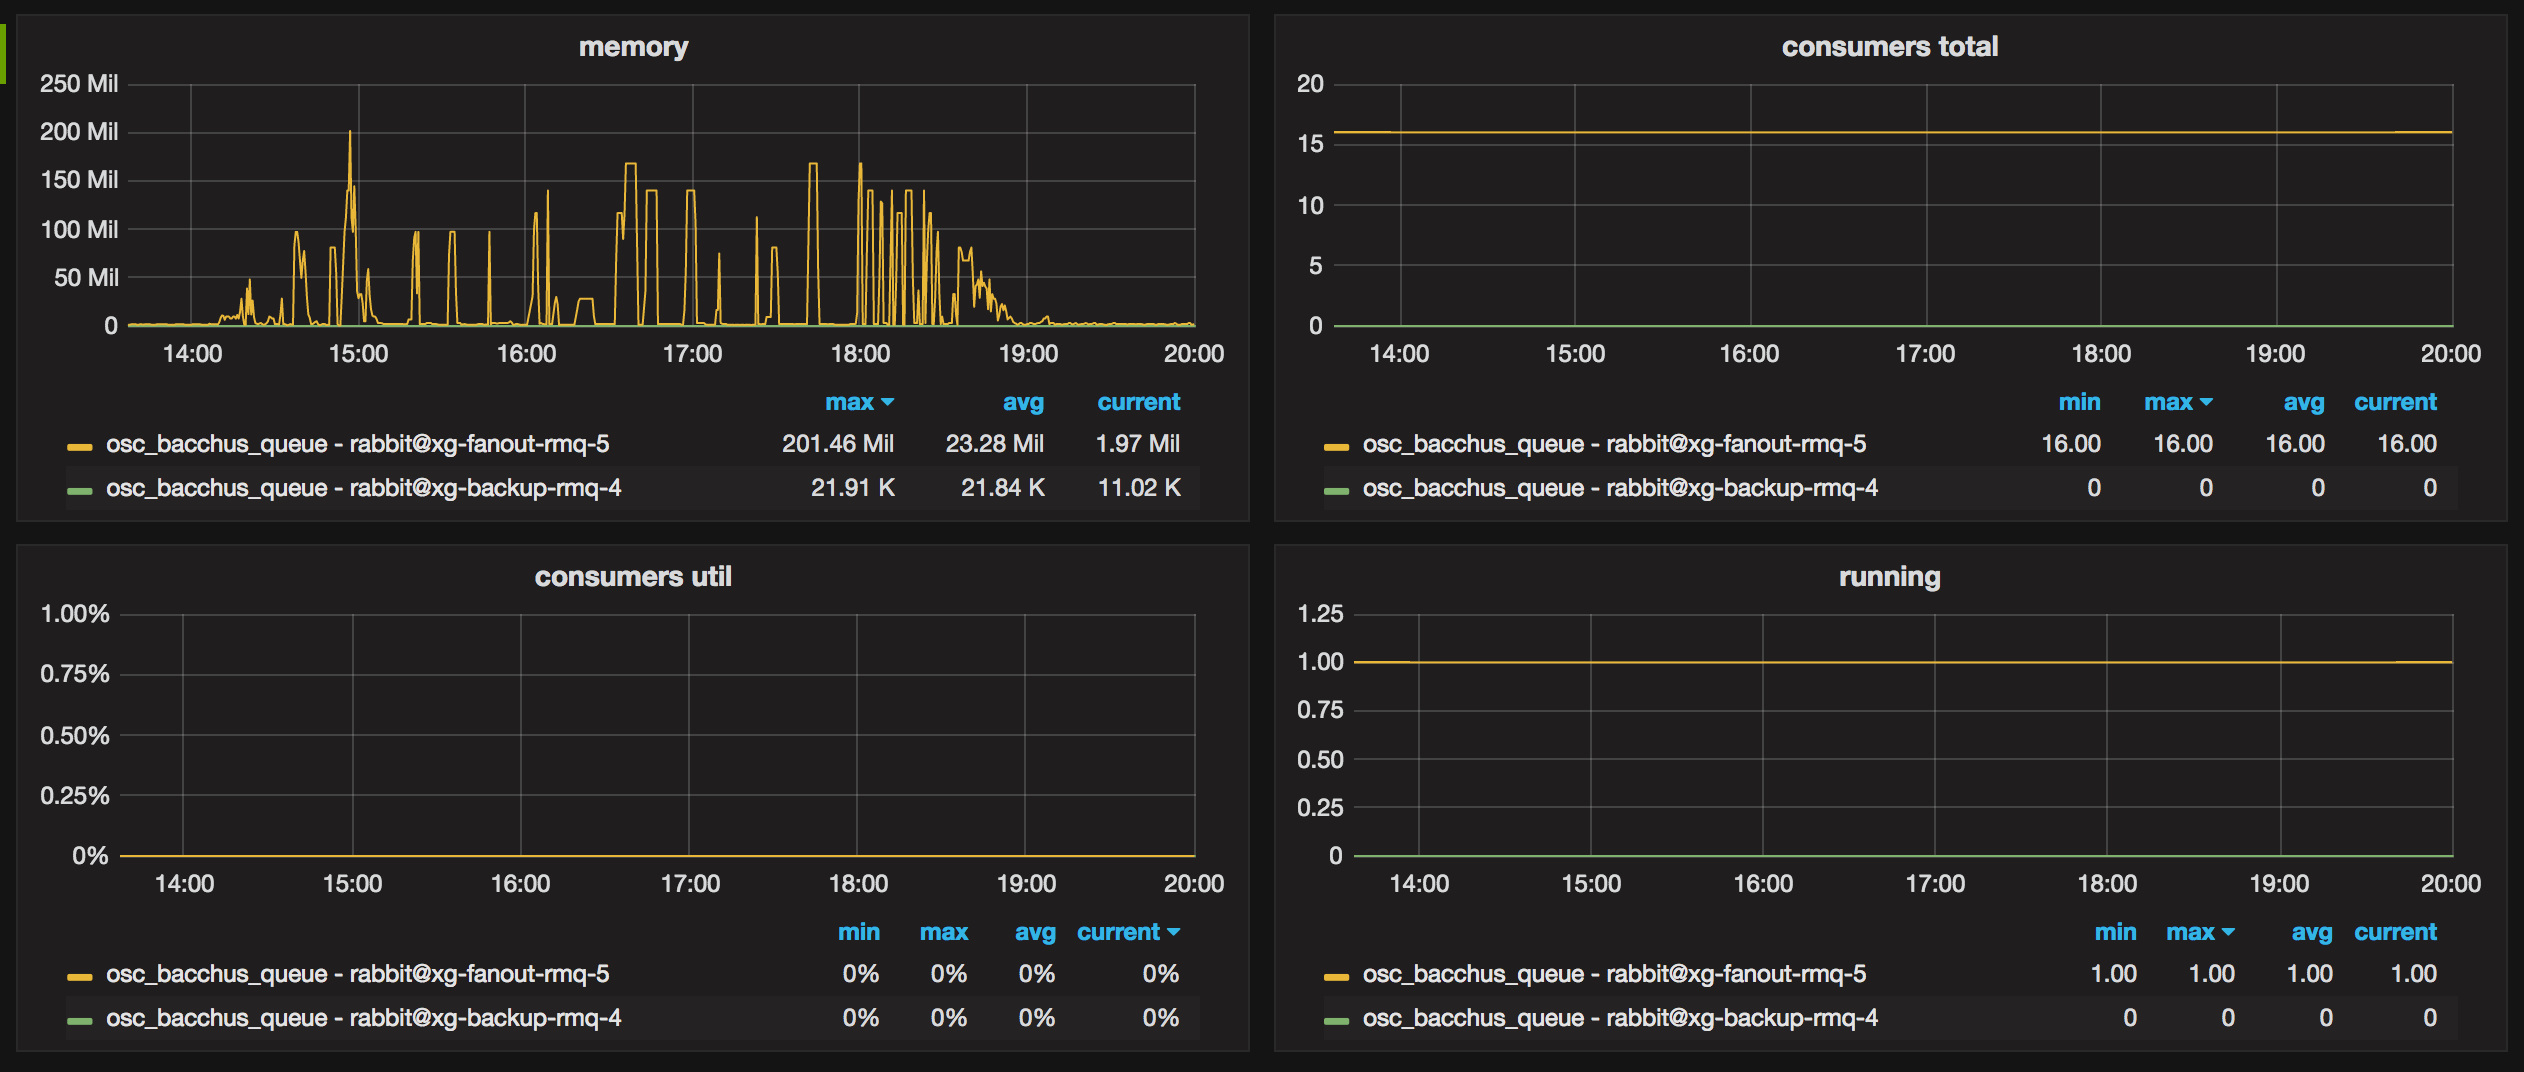 memory
250 Mil
200 Mil
150 Mil
100 Mil
50 Mil
0
14:00 15:00 16:00 17:00 18:00 19:00 20:00
max avg current
osc_bacchus_queue - rabbit@xg-fanout-rmq-5 201.46 Mil 23.28 Mil 1.97 Mil
osc_bacchus_queue - rabbit@xg-backup-rmq-4 21.91 K 21.84 K 11.02 K
consumers total
20
15
10
5
0
14:00 15:00 16:00 17:00 18:00 19:00 20:00
min max avg current
osc_bacchus_queue - rabbit@xg-fanout-rmq-5 16.00 16.00 16.00 16.00
osc_bacchus_queue - rabbit@xg-backup-rmq-4 0 0 0 0
consumers util
1.00%
0.75%
0.50%
0.25%
0%
14:00 15:00 16:00 17:00 18:00 19:00 20:00
min max avg current
osc_bacchus_queue - rabbit@xg-fanout-rmq-5 0% 0% 0% 0%
osc_bacchus_queue - rabbit@xg-backup-rmq-4 0% 0% 0% 0%
running
1.25
1.00
0.75
0.50
0.25
0
14:00 15:00 16:00 17:00 18:00 19:00 20:00
min max avg current
osc_bacchus_queue - rabbit@xg-fanout-rmq-5 1.00 1.00 1.00 1.00
osc_bacchus_queue - rabbit@xg-backup-rmq-4 0 0 0 0